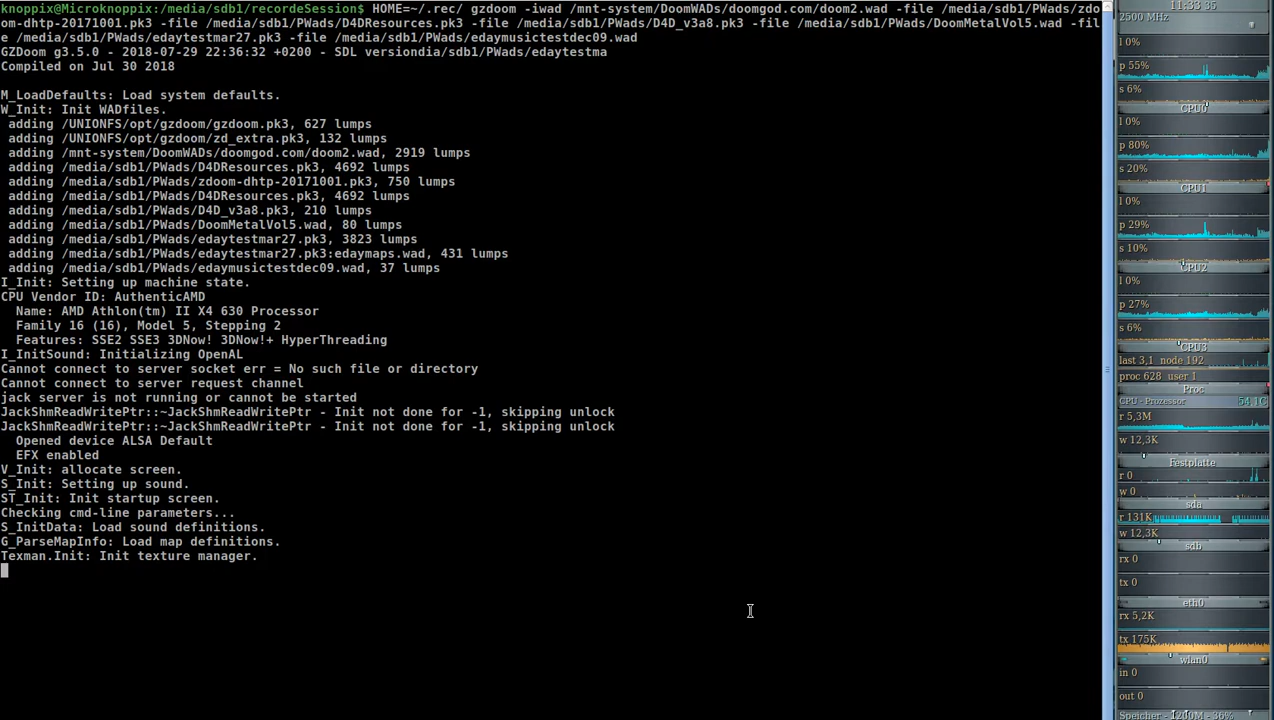 knoppix@Microknoppix:/media/sdb1/recordeSession$ HOME=~/.rec/ gzdoom -iwad /mnt-system/DoomWADs/doomgod.com/doom2.wad -file /media/sdb1/PWads/zdo
om-dhtp-20171001.pk3 -file /media/sdb1/PWads/D4DResources.pk3 -file /media/sdb1/PWads/D4D_v3a8.pk3 -file /media/sdb1/PWads/DoomMetalVol5.wad -fil
e /media/sdb1/PWads/edaytestmar27.pk3 -file /media/sdb1/PWads/edaymusictestdec09.wad
GZDoom g3.5.0 - 2018-07-29 22:36:32 +0200 - SDL versiondia/sdb1/PWads/edaytestma
Compiled on Jul 30 2018
M_LoadDefaults: Load system defaults.
W_Init: Init WADfiles.
adding /UNIONFS/opt/gzdoom/gzdoom.pk3, 627 lumps
adding /UNIONFS/opt/gzdoom/zd_extra.pk3, 132 lumps
adding /mnt-system/DoomWADs/doomgod.com/doom2.wad, 2919 lumps
adding /media/sdb1/PWads/D4DResources.pk3, 4692 lumps
adding /media/sdb1/PWads/zdoom-dhtp-20171001.pk3, 750 lumps
adding /media/sdb1/PWads/D4DResources.pk3, 4692 lumps
adding /media/sdb1/PWads/D4D_v3a8.pk3, 210 lumps
adding /media/sdb1/PWads/DoomMetalVol5.wad, 80 lumps
adding /media/sdb1/PWads/edaytestmar27.pk3, 3823 lumps
adding /media/sdb1/PWads/edaytestmar27.pk3:edaymaps.wad, 431 lumps
adding /media/sdb1/PWads/edaymusictestdec09.wad, 37 lumps
I_Init: Setting up machine state.
CPU Vendor ID: AuthenticAMD
Name: AMD Athlon(tm) II X4 630 Processor
Family 16 (16), Model 5, Stepping 2
Features: SSE2 SSE3 3DNow! 3DNow!+ HyperThreading
I_InitSound: Initializing OpenAL
Cannot connect to server socket err = No such file or directory
Cannot connect to server request channel
jack server is not running or cannot be started
JackShmReadWritePtr::~JackShmReadWritePtr - Init not done for -1, skipping unlock
JackShmReadWritePtr::~JackShmReadWritePtr - Init not done for -1, skipping unlock
Opened device ALSA Default
EFX enabled
V_Init: allocate screen.
S_Init: Setting up sound.
ST_Init: Init startup screen.
Checking cmd-line parameters...
S_InitData: Load sound definitions.
G_ParseMapInfo: Load map definitions.
Texman.Init: Init texture manager.
11:33 35
2500 MHz
l 0%
p 55%
s 6%
CPU0
l 0%
p 80%
s 20%
CPU1
l 0%
p 29%
s 10%
CPU2
l 0%
p 27%
s 6%
CPU3
last 3,1 node 192
proc 628 user 1
Proc
CPU - Prozessor 54.1C
r 5,3M
w 12,3K
Festplatte
r 0
w 0
sda
r 131K
w 12,3K
sdb
rx 0
tx 0
eth0
rx 5,2K
tx 175K
wlan0
in 0
out 0
Speicher - 1200M - 36%